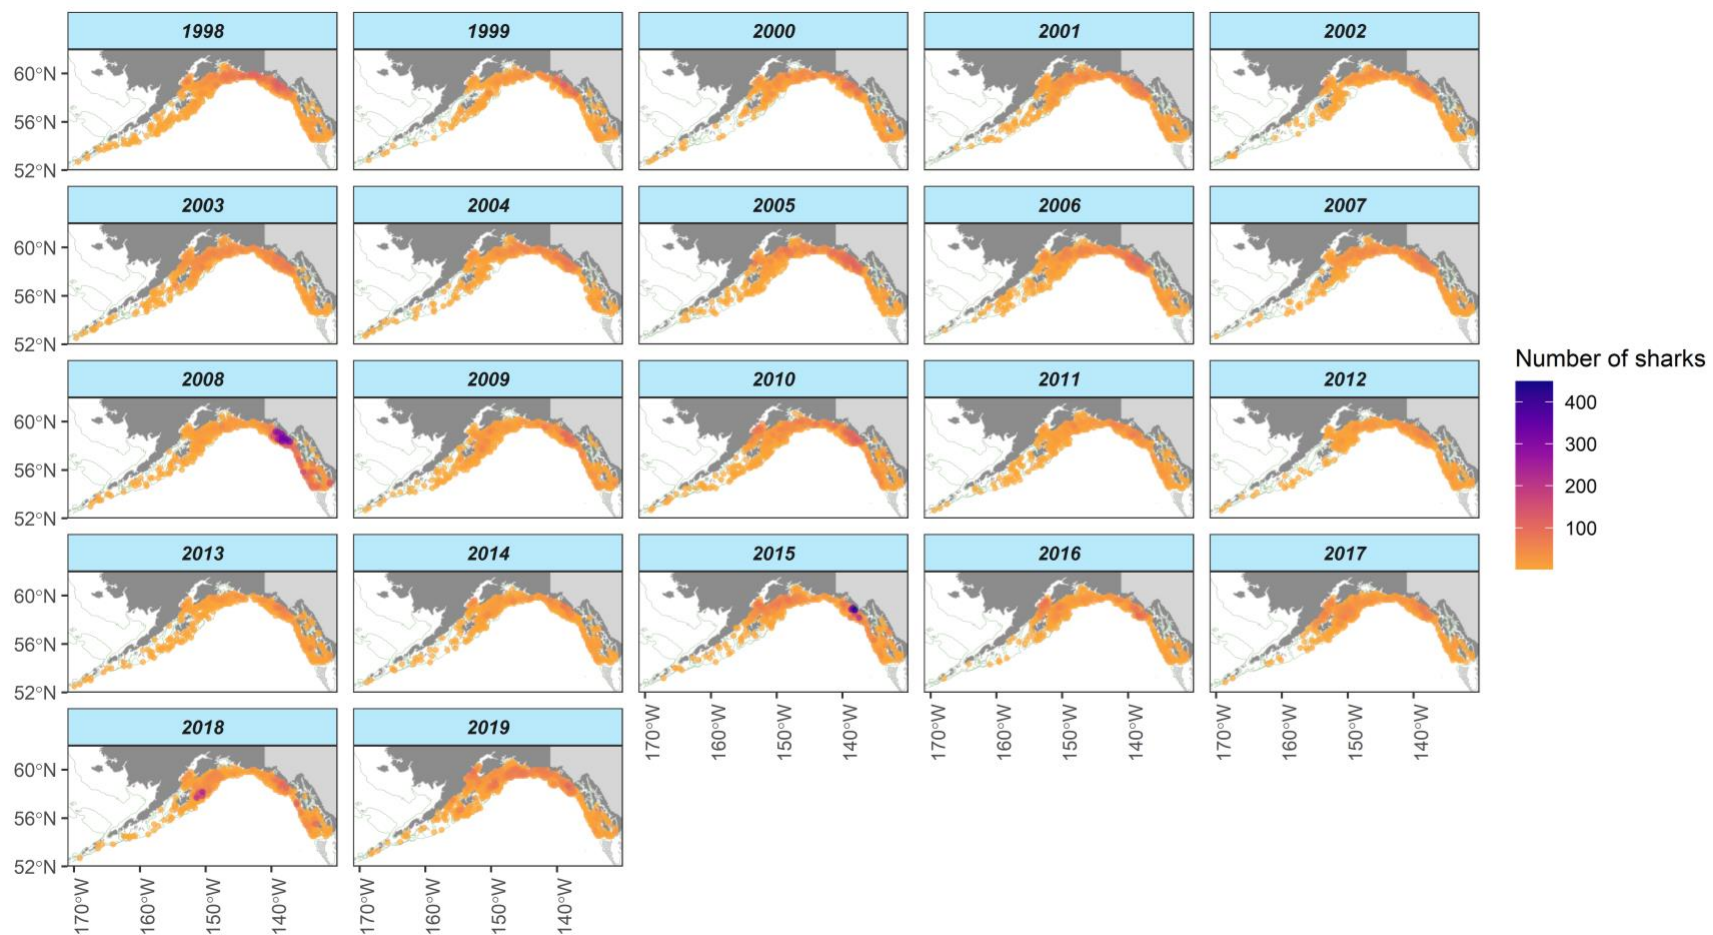 1998 1999 2000 2001 2002
60°N
56°N
52°N
2003 2004 2005 2006 2007
60°N
56°N
52°N
2008 2009 2010 2011 2012
60°N
56°N
52°N
2013 2014 2015 2016 2017
60°N
56°N
52°N
170°W 160°W 150°W 140°W 170°W 160°W 150°W 140°W 170°W 160°W 150°W 140°W
2018 2019
60°N
56°N
52°N
170°W 160°W 150°W 140°W 170°W 160°W 150°W 140°W
Number of sharks
400
300
200
100